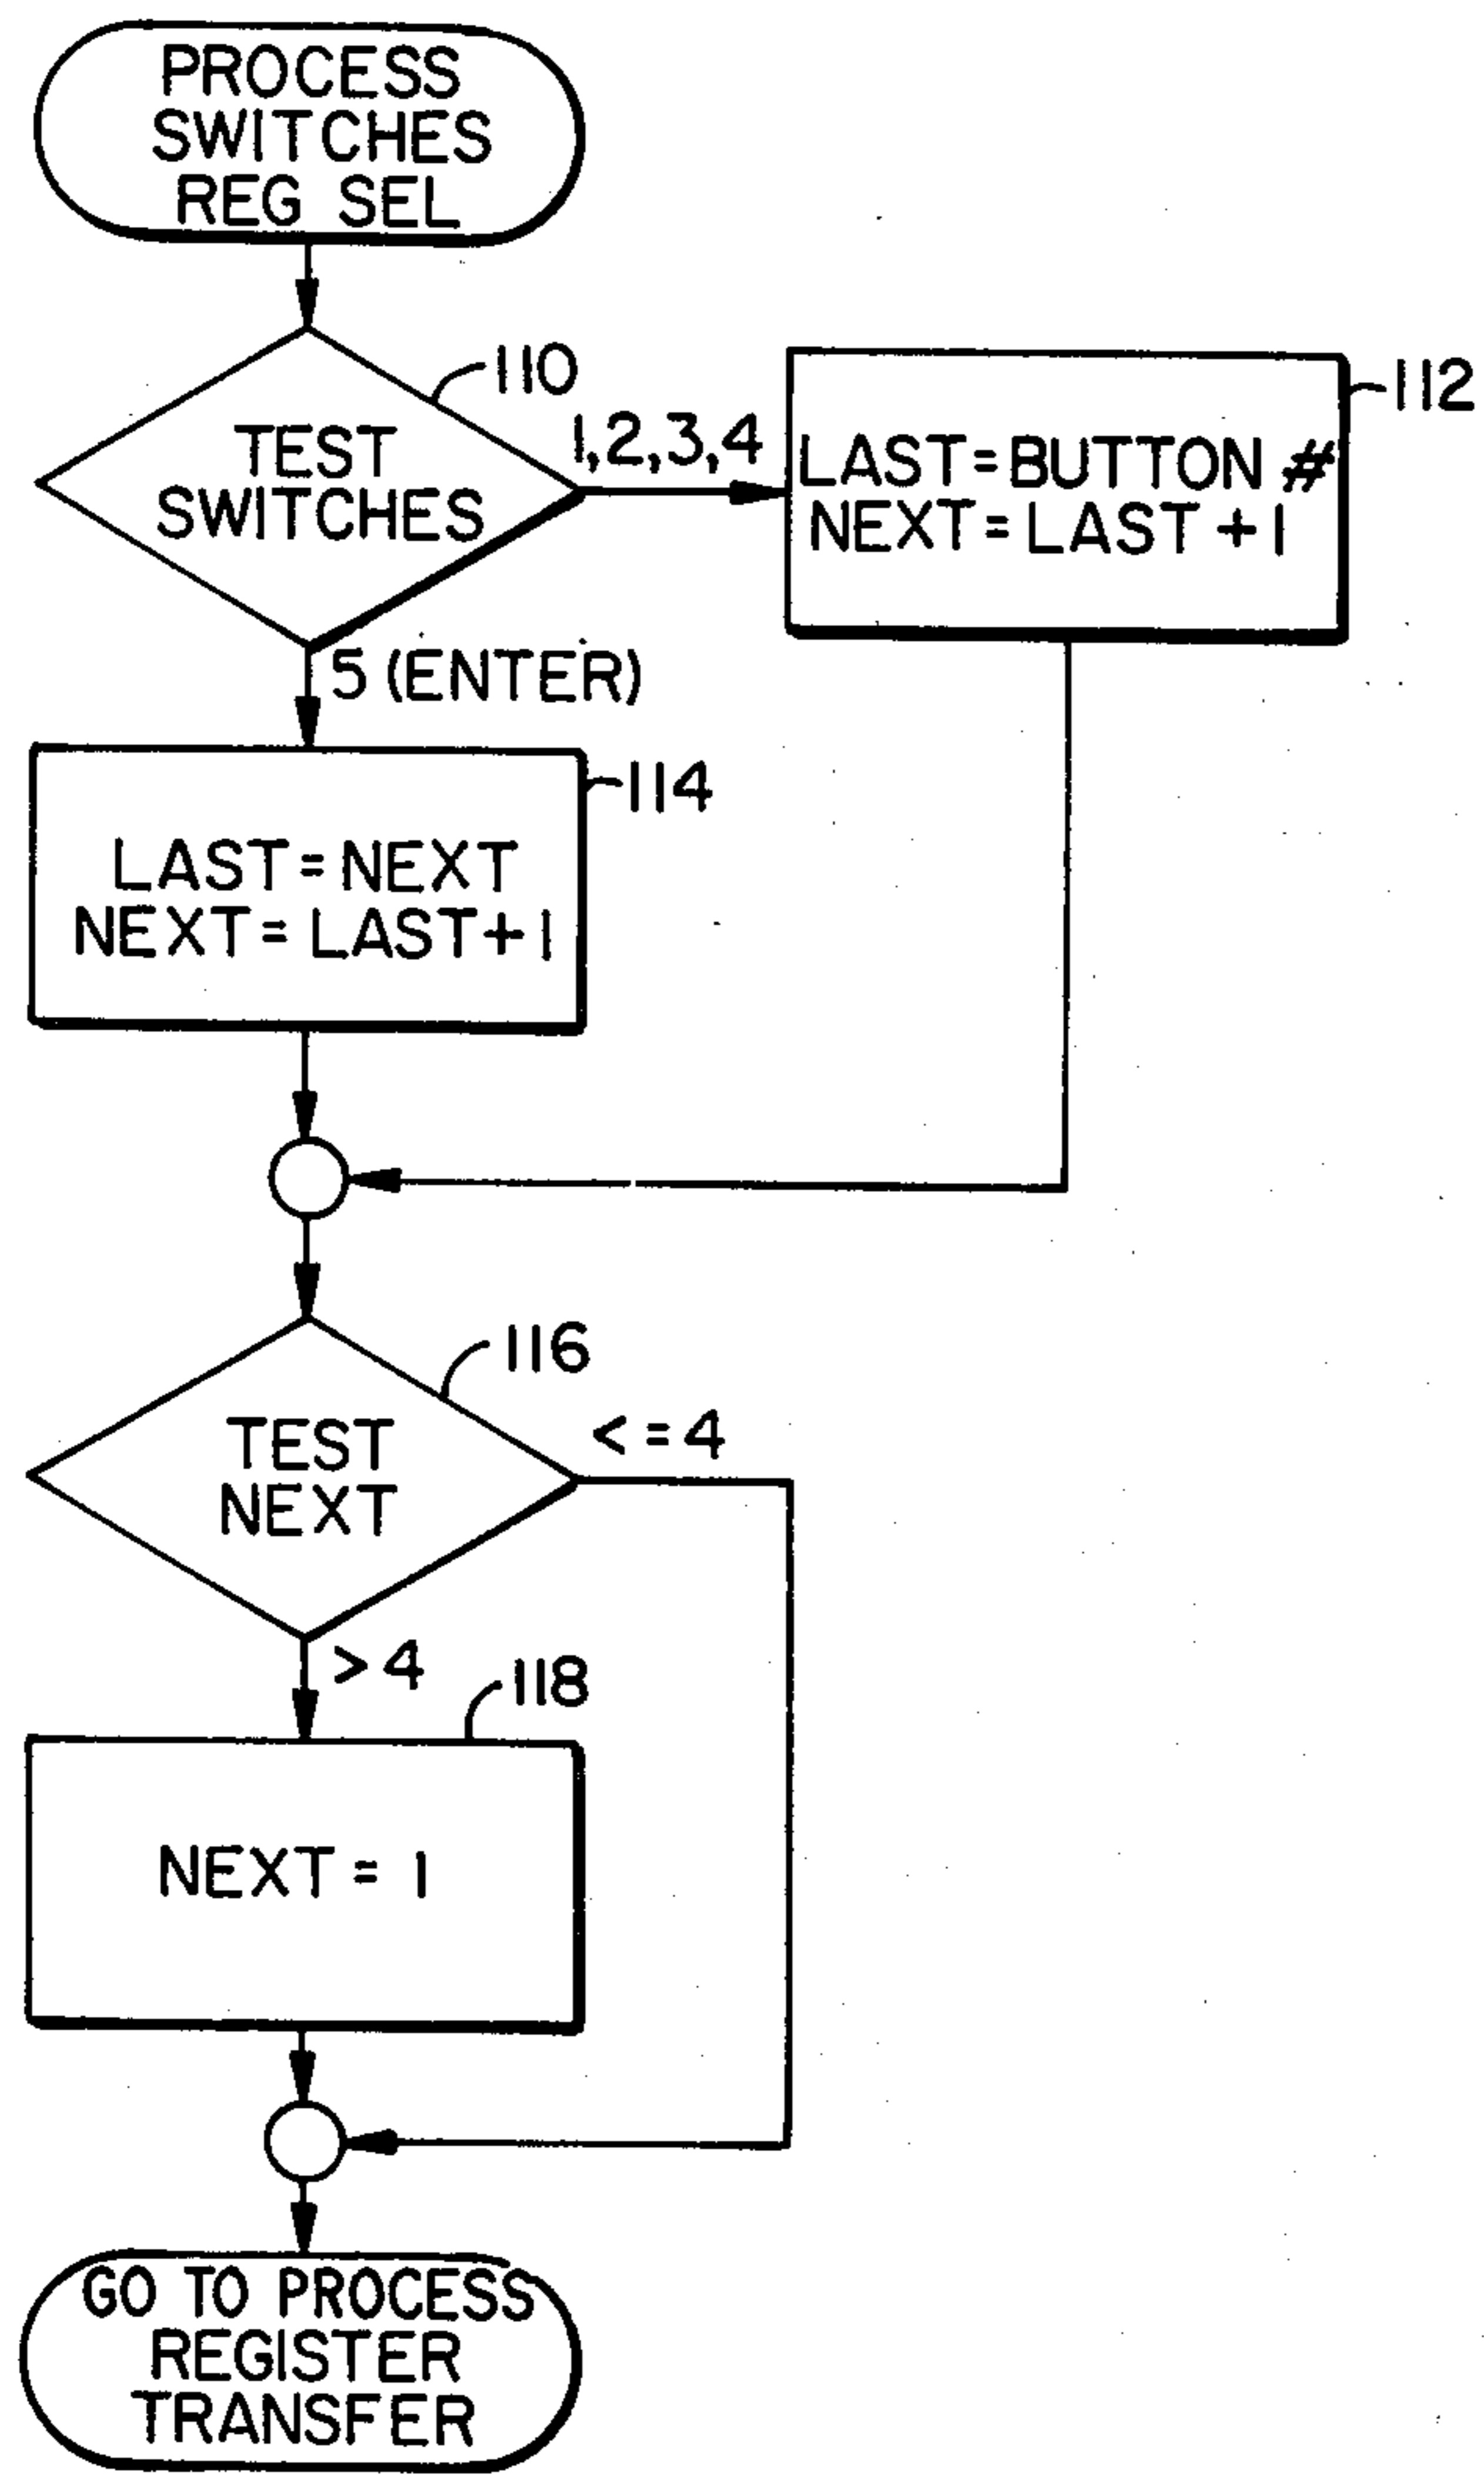 PROCESS
SWITCHES
REG SEL
110
TEST
SWITCHES
1,2,3,4
112
LAST=BUTTON #
NEXT=LAST+1
5 (ENTER)
114
LAST=NEXT
NEXT=LAST+1
116
TEST
NEXT
<=4
>4
118
NEXT=1
GO TO PROCESS
REGISTER
TRANSFER